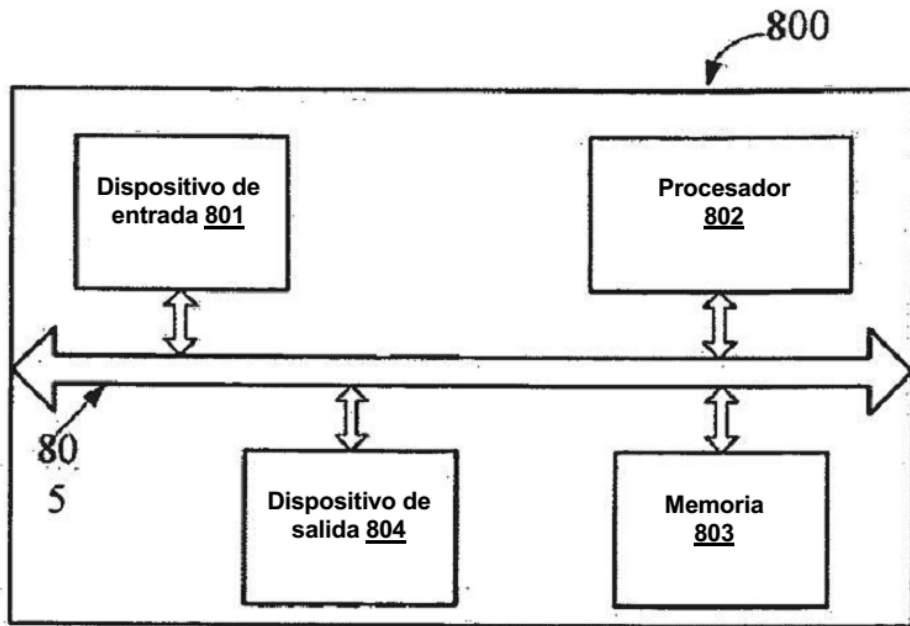 800
Dispositivo de
entrada 801
Procesador
802
80
5
Dispositivo de
salida 804
Memoria
803